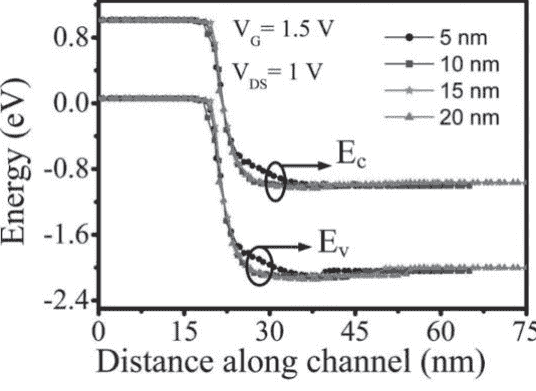 V_G = 1.5 V
V_DS= 1 V
5 nm
10 nm
15 nm
20 nm
E_c
E_v
Energy (eV)
0.8
0.0
-0.8
-1.6
-2.4
0 15 30 45 60 75
Distance along channel (nm)